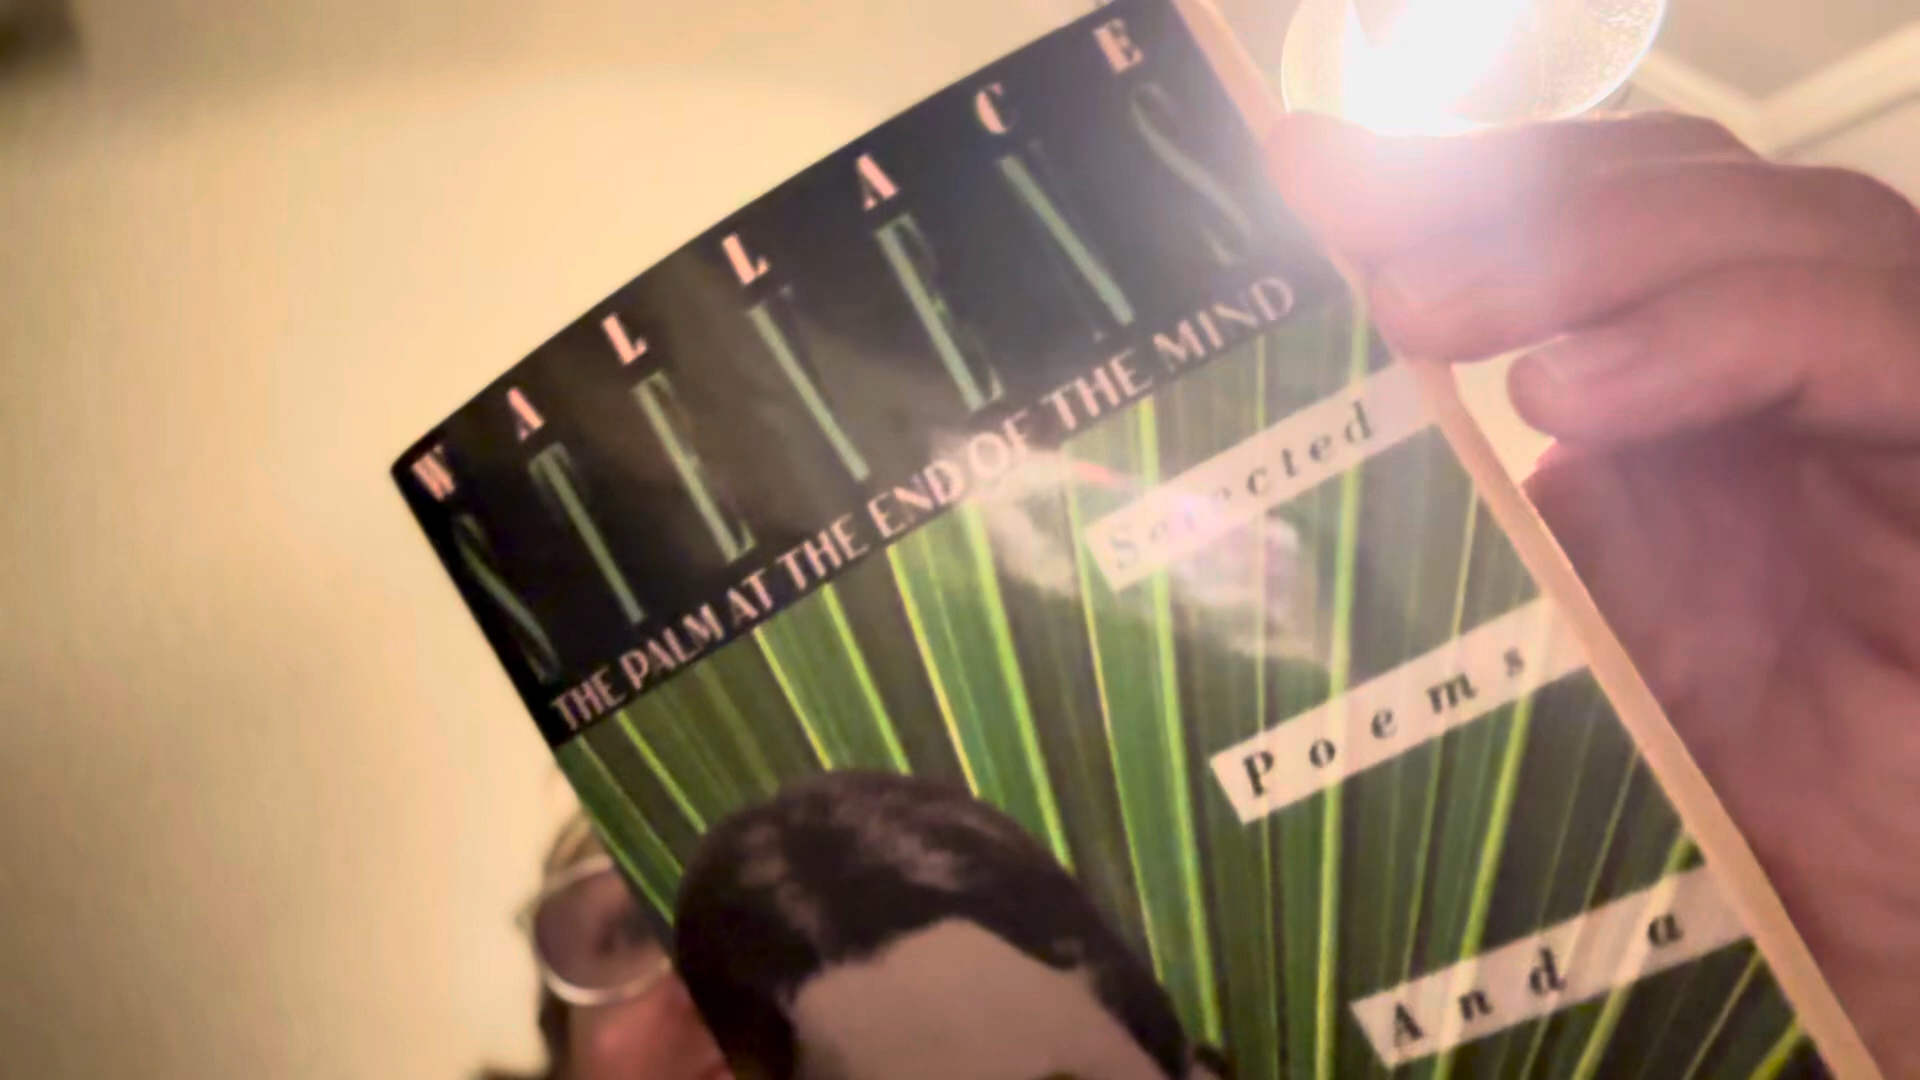 WALLACE
STEVENS
THE PALM AT THE END OF THE MIND
Selected
Poems
And a